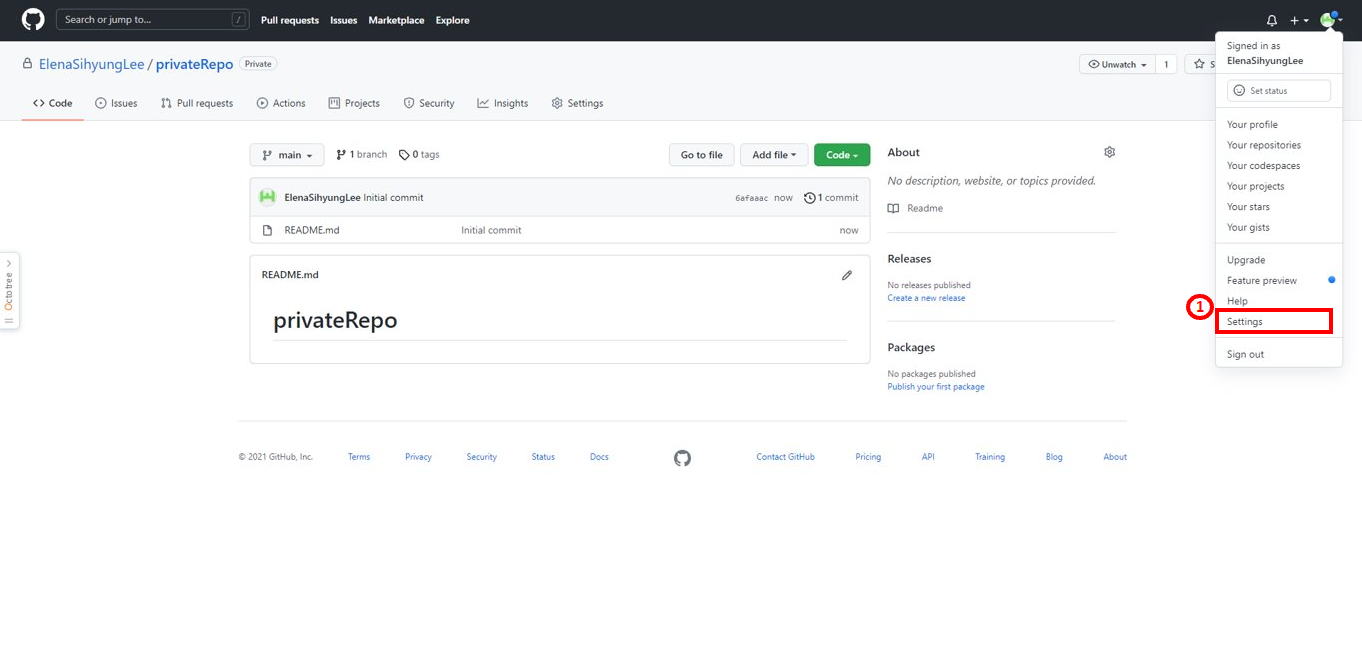 Search or jump to... /
Pull requests Issues Marketplace Explore
ElenaSihyungLee / privateRepo Private
Unwatch 1 S
Code Issues Pull requests Actions Projects Security Insights Settings
main 1 branch 0 tags Go to file Add file Code
ElenaSihyungLee Initial commit 6afaaac now 1 commit
README.md Initial commit now
README.md
privateRepo
About
No description, website, or topics provided.
Readme
Releases
No releases published
Create a new release
Packages
No packages published
Publish your first package
Signed in as
ElenaSihyungLee
Set status
Your profile
Your repositories
Your codespaces
Your projects
Your stars
Your gists
Upgrade
Feature preview
Help
1 Settings
Sign out
Octotree
© 2021 GitHub, Inc. Terms Privacy Security Status Docs Contact GitHub Pricing API Training Blog About